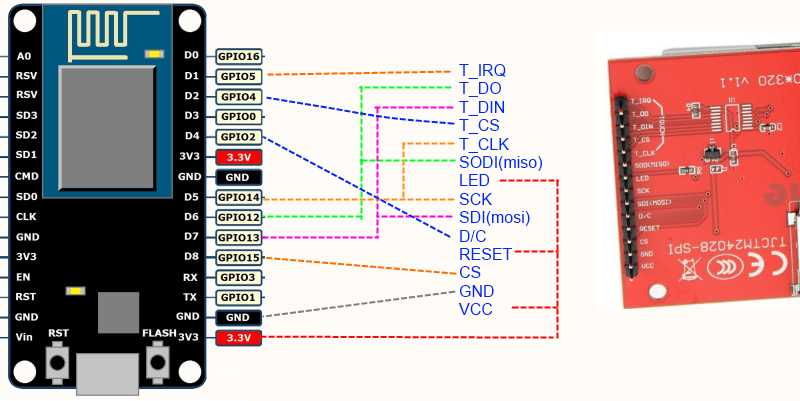 A0
RSV
RSV
SD3
SD2
SD1
CMD
SD0
CLK
GND
3V3
EN
RST
GND
Vin
D0
D1
D2
D3
D4
3V3
GND
D5
D6
D7
D8
RX
TX
GND
3V3
RST
FLASH
GPIO16
GPIO5
GPIO4
GPIO0
GPIO2
3.3V
GND
GPIO14
GPIO12
GPIO13
GPIO15
GPIO3
GPIO1
GND
3.3V
T_IRQ
T_DO
T_DIN
T_CS
T_CLK
SODI(miso)
LED
SCK
SDI(mosi)
D/C
RESET
CS
GND
VCC
O*320 v1.1
T_IRQ
T_DO
T_DIN
T_CS
T_CLK
SDO(MISO)
LED
SCK
SDI(MOSI)
D/C
RESET
CS
GND
VCC
TOUCH
U1
TJCTM24028-SPI